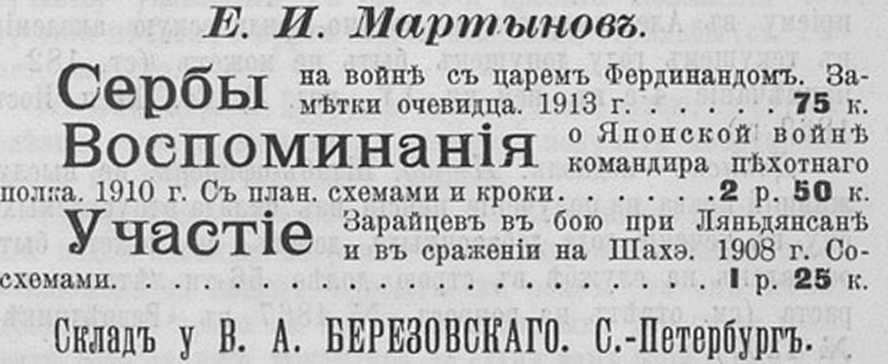 Е. И. Мартыновъ.
Сербы на войнѣ съ царемъ Фердинандомъ. За-
мѣтки очевидца. 1913 г. . . . . . . 75 к.
Воспоминанія о Японской войнѣ
командира пѣхотнаго
полка. 1910 г. Съ план. схемами и кроки. . . . . . . . 2 р. 50 к.
Участіе Зарайцевъ въ бою при Ляньдянсанѣ
и въ сраженіи на Шахэ. 1908 г. Со-
схемами. . . . . . . . . . . . . . . . . . . 1 р. 25 к.
Складъ у В. А. БЕРЕЗОВСКАГО. С.-Петербургъ.